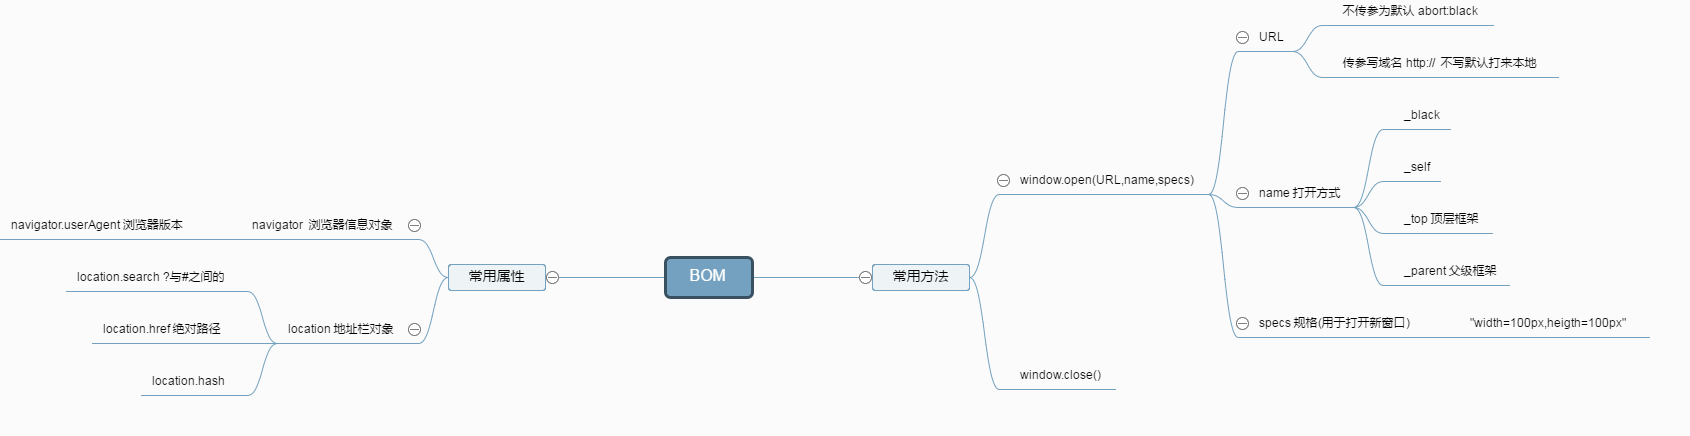 BOM
常用方法
window.open(URL,name,specs)
URL
不传参为默认 abort:black
传参写域名 http://  不写默认打来本地
name 打开方式
_black
_self
_top 顶层框架
_parent 父级框架
specs 规格(用于打开新窗口)
"width=100px,heigth=100px"
window.close()
常用属性
navigator  浏览器信息对象
navigator.userAgent 浏览器版本
location 地址栏对象
location.search ?与#之间的
location.href 绝对路径
location.hash